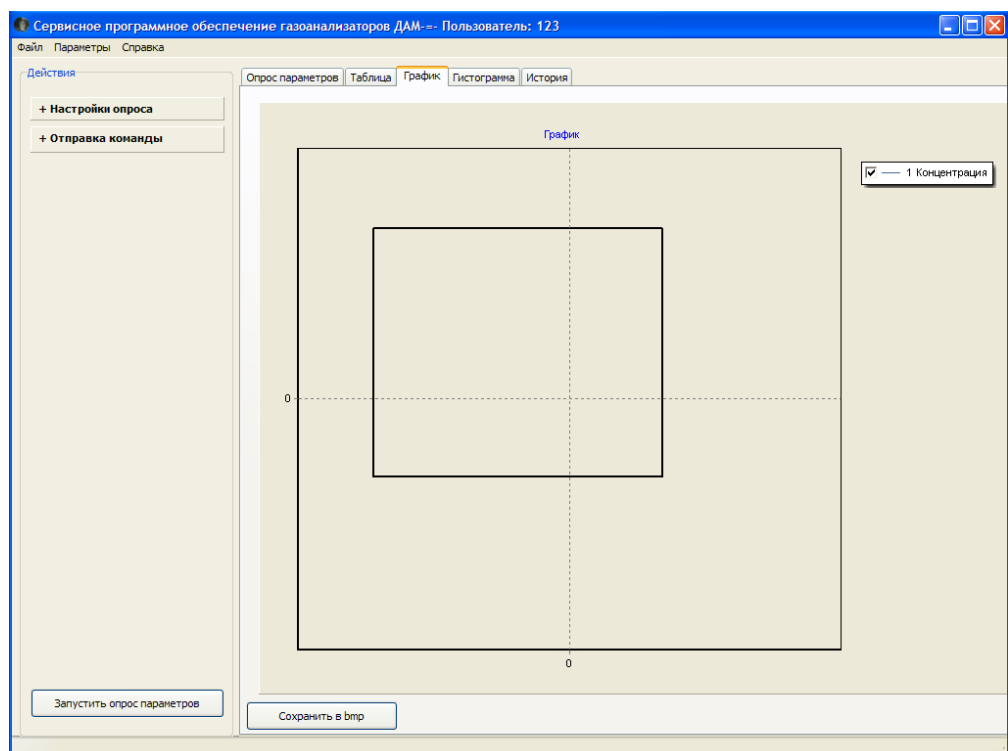 Сервисное программное обеспечение газоанализаторов ДАМ-=- Пользователь: 123
Файл Параметры Справка
Действия
+ Настройки опроса
+ Отправка команды
Запустить опрос параметров
Опрос параметров Таблица График Гистограмма История
График
1 Концентрация
0
0
Сохранить в bmp